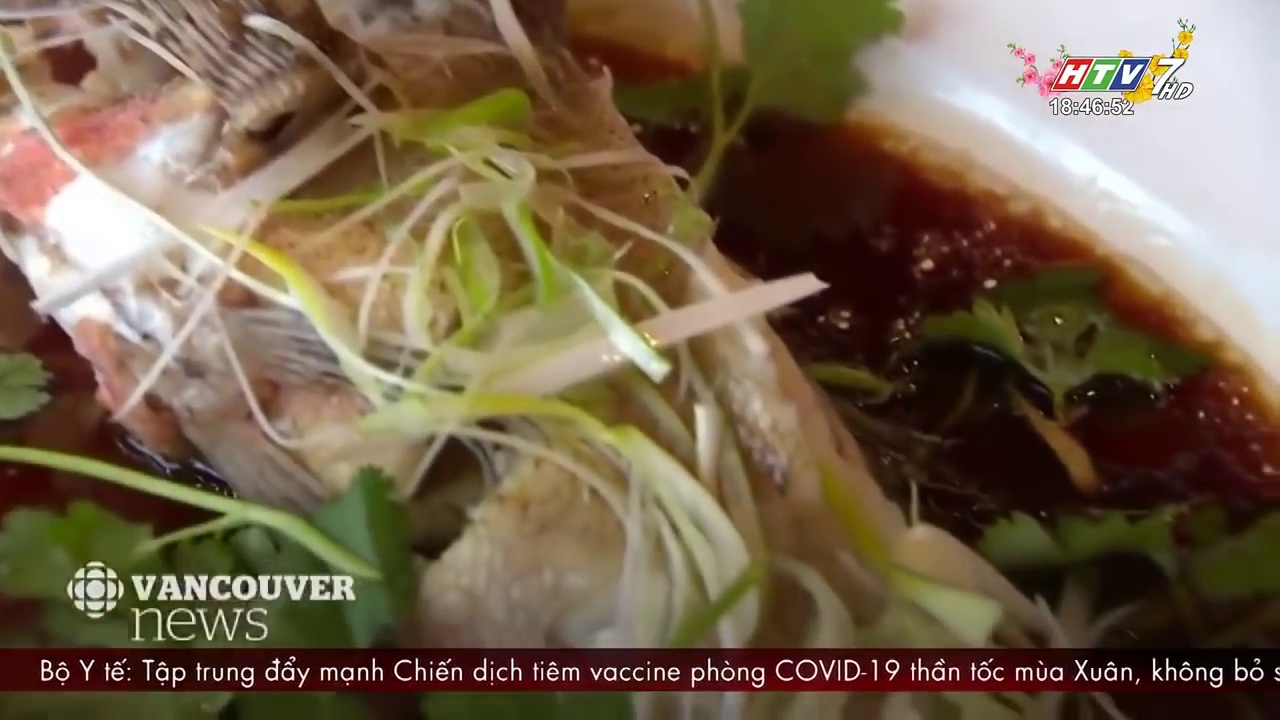 HTV7
HD
18:46:52
VANCOUVER
news
Bộ Y tế: Tập trung đẩy mạnh Chiến dịch tiêm vaccine phòng COVID-19 thần tốc mùa Xuân, không bỏ